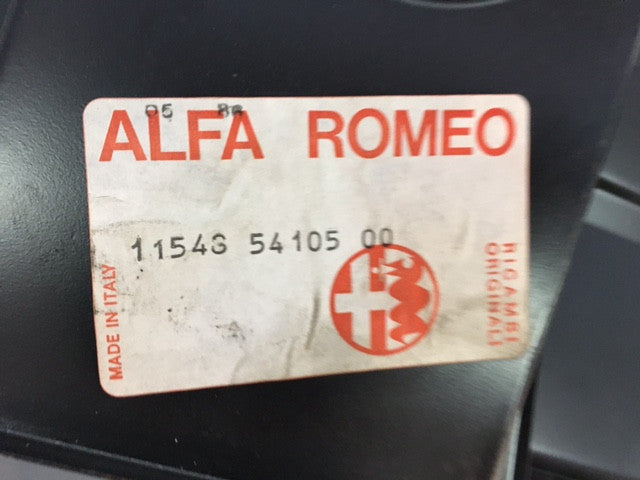 ALFA ROMEO
11543 54105 00
MADE IN ITALY
RICAMBI
ORIGINALI